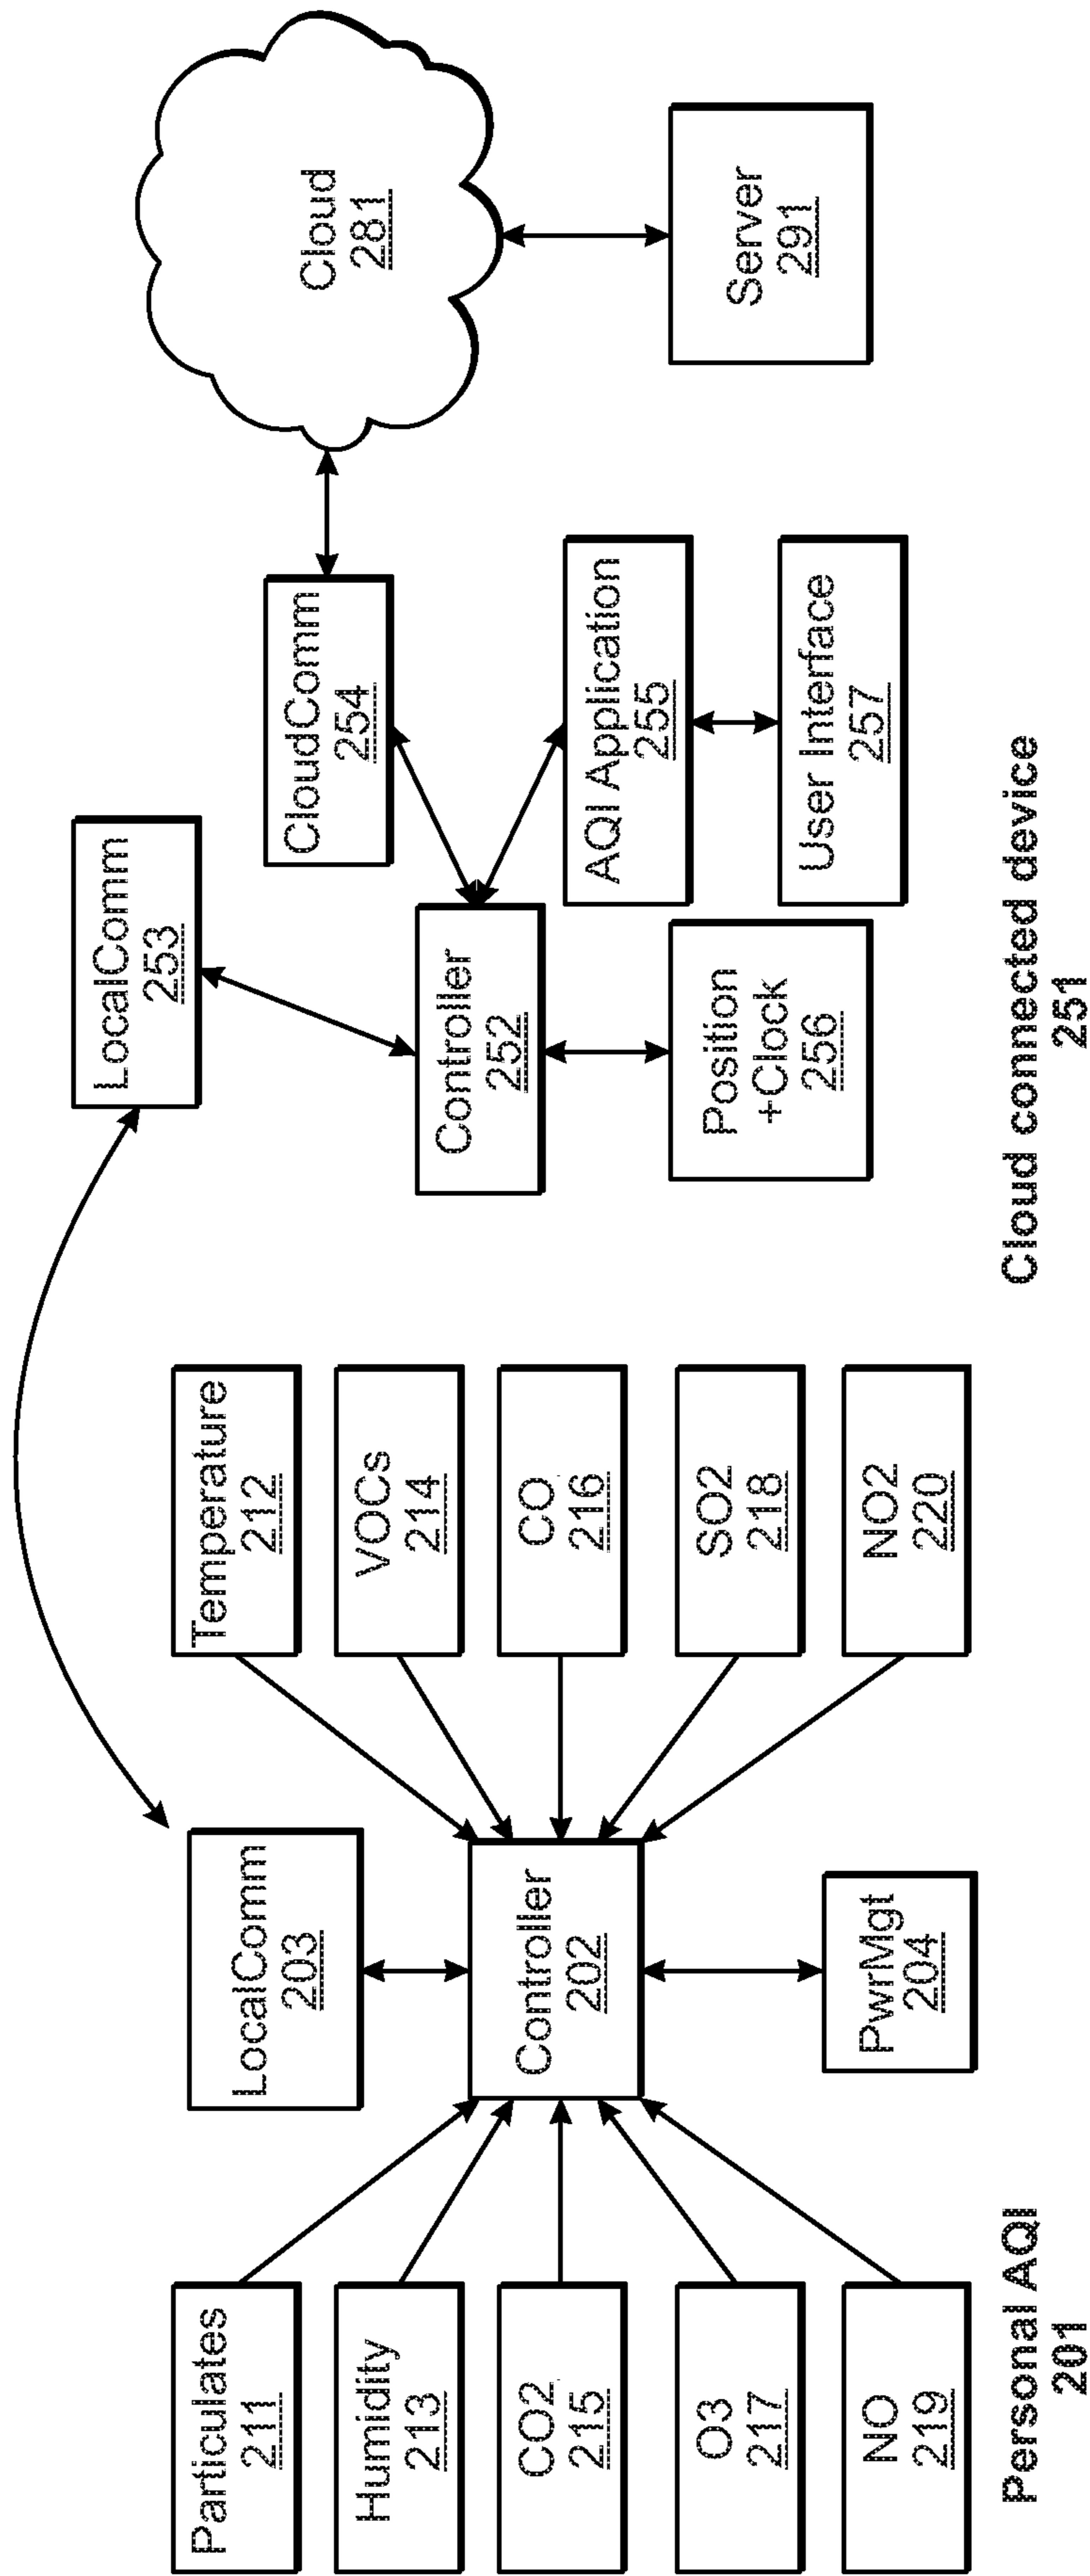 Particulates
211
Humidity
213
CO2
215
O3
217
NO
219
LocalComm
203
Controller
202
PwrMgt
204
Temperature
212
VOCs
214
CO
216
SO2
218
NO2
220
Personal AQI
201
LocalComm
253
Controller
252
Position
+Clock
256
CloudComm
254
AQI Application
255
User Interface
257
Cloud connected device
251
Cloud
281
Server
291